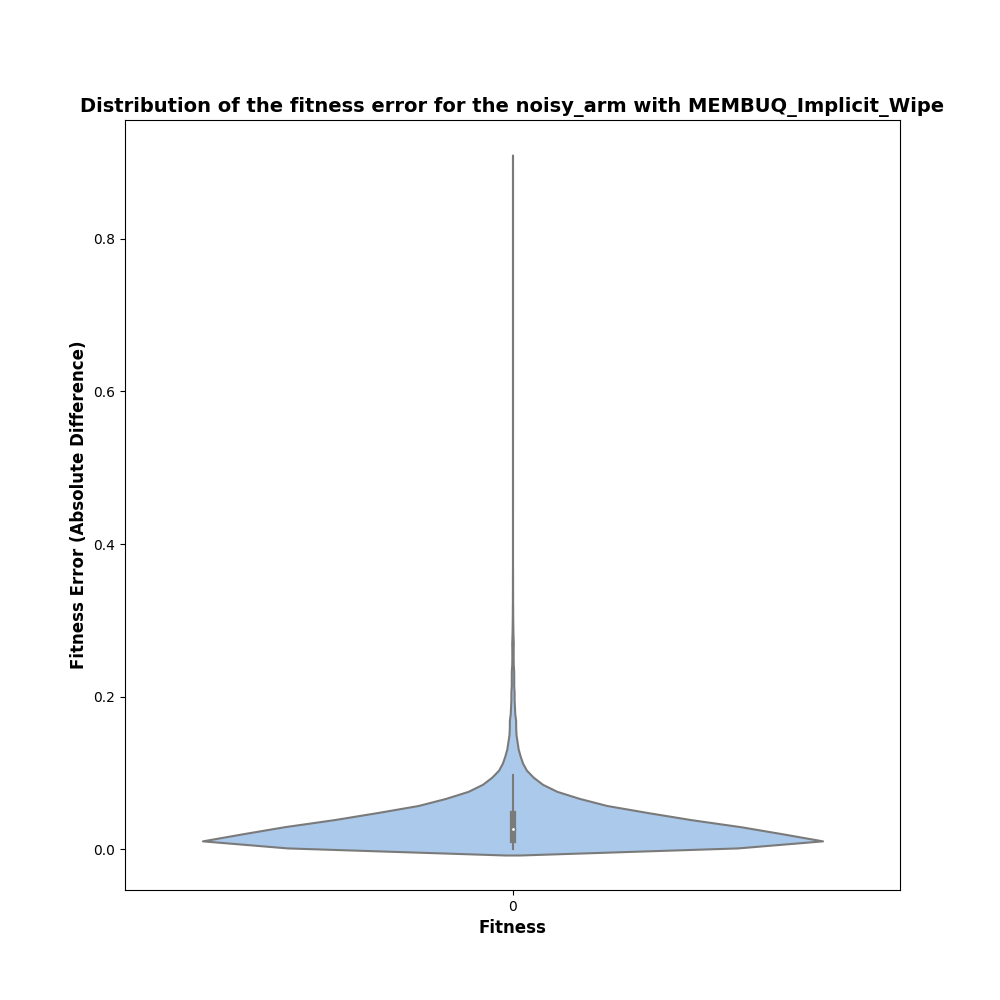 Distribution of the fitness error for the noisy_arm with MEMBUQ_Implicit_Wipe
Fitness Error (Absolute Difference)
0.8
0.6
0.4
0.2
0.0
0
Fitness